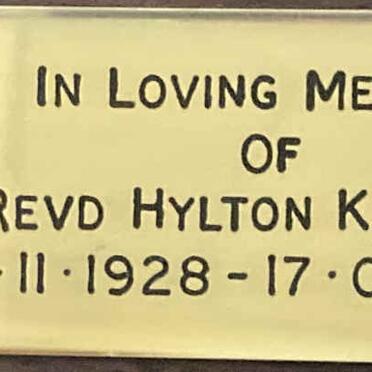 IN LOVING ME
OF
REVD HYLTON K
·11·1928-17·